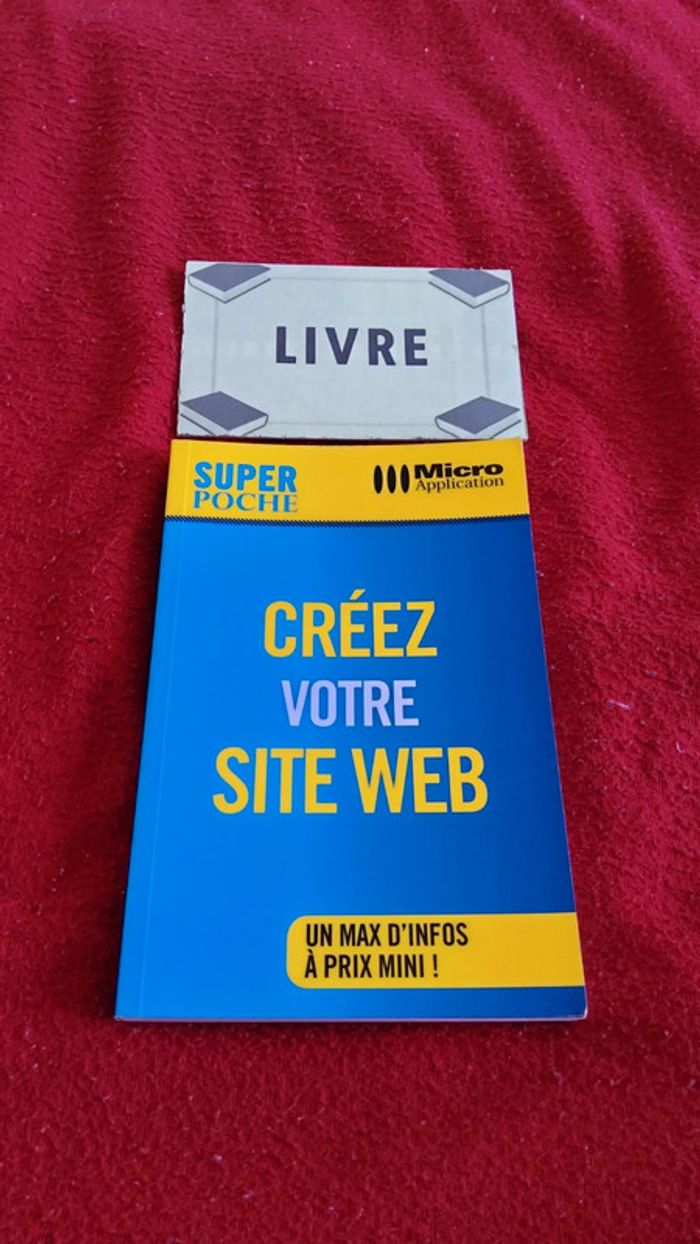 LIVRE
SUPER
POCHE
Micro
Application
CRÉEZ
VOTRE
SITE WEB
UN MAX D'INFOS
À PRIX MINI !